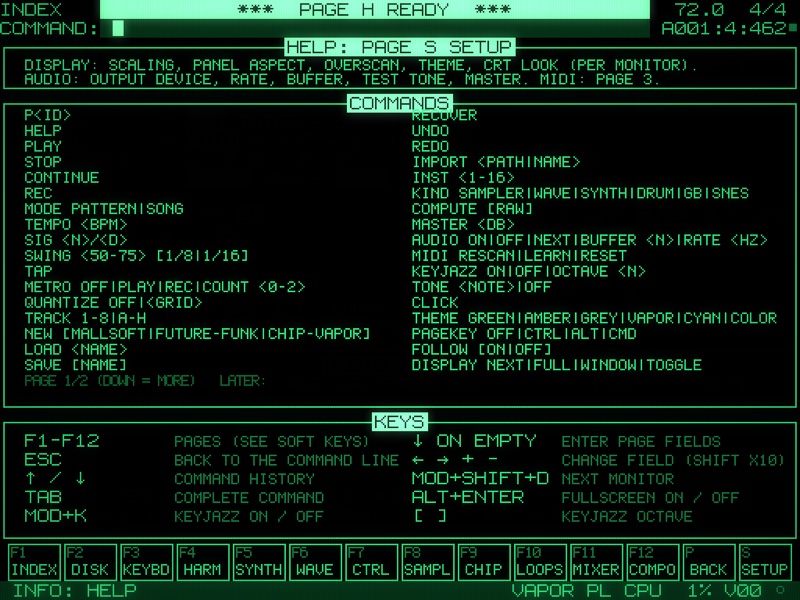 INDEX *** PAGE H READY *** 72.0 4/4
COMMAND: A001:4:462
HELP: PAGE S SETUP
DISPLAY: SCALING, PANEL ASPECT, OVERSCAN, THEME, CRT LOOK (PER MONITOR).
AUDIO: OUTPUT DEVICE, RATE, BUFFER, TEST TONE, MASTER. MIDI: PAGE 3.
COMMANDS
P<ID> RECOVER
HELP UNDO
PLAY REDO
STOP IMPORT <PATH|NAME>
CONTINUE INST <1-16>
REC KIND SAMPLER|WAVE|SYNTH|DRUM|GB|SNES
MODE PATTERN|SONG COMPUTE [RAW]
TEMPO <BPM> MASTER <DB>
SIG <N>/<D> AUDIO ON|OFF|NEXT|BUFFER <N>|RATE <HZ>
SWING <50-75> [1/8|1/16] MIDI RESCAN|LEARN|RESET
TAP KEYJAZZ ON|OFF|OCTAVE <N>
METRO OFF|PLAY|REC|COUNT <0-2> TONE <NOTE>|OFF
QUANTIZE OFF|<GRID> CLICK
TRACK 1-8|A-H THEME GREEN|AMBER|GREY|VAPOR|CYAN|COLOR
NEW [MALLSOFT|FUTURE-FUNK|CHIP-VAPOR] PAGEKEY OFF|CTRL|ALT|CMD
LOAD <NAME> FOLLOW [ON|OFF]
SAVE [NAME] DISPLAY NEXT|FULL|WINDOW|TOGGLE
PAGE 1/2 (DOWN = MORE) LATER:
KEYS
F1-F12 PAGES (SEE SOFT KEYS) ↓ ON EMPTY ENTER PAGE FIELDS
ESC BACK TO THE COMMAND LINE ← → + - CHANGE FIELD (SHIFT X10)
↑ / ↓ COMMAND HISTORY MOD+SHIFT+D NEXT MONITOR
TAB COMPLETE COMMAND ALT+ENTER FULLSCREEN ON / OFF
MOD+K KEYJAZZ ON / OFF [ ] KEYJAZZ OCTAVE
F1 F2 F3 F4 F5 F6 F7 F8 F9 F10 F11 F12 P S
INDEX DISK KEYBD HARM SYNTH WAVE CTRL SAMPL CHIP LOOPS MIXER COMPO BACK SETUP
INFO: HELP VAPOR PL CPU 1% V00